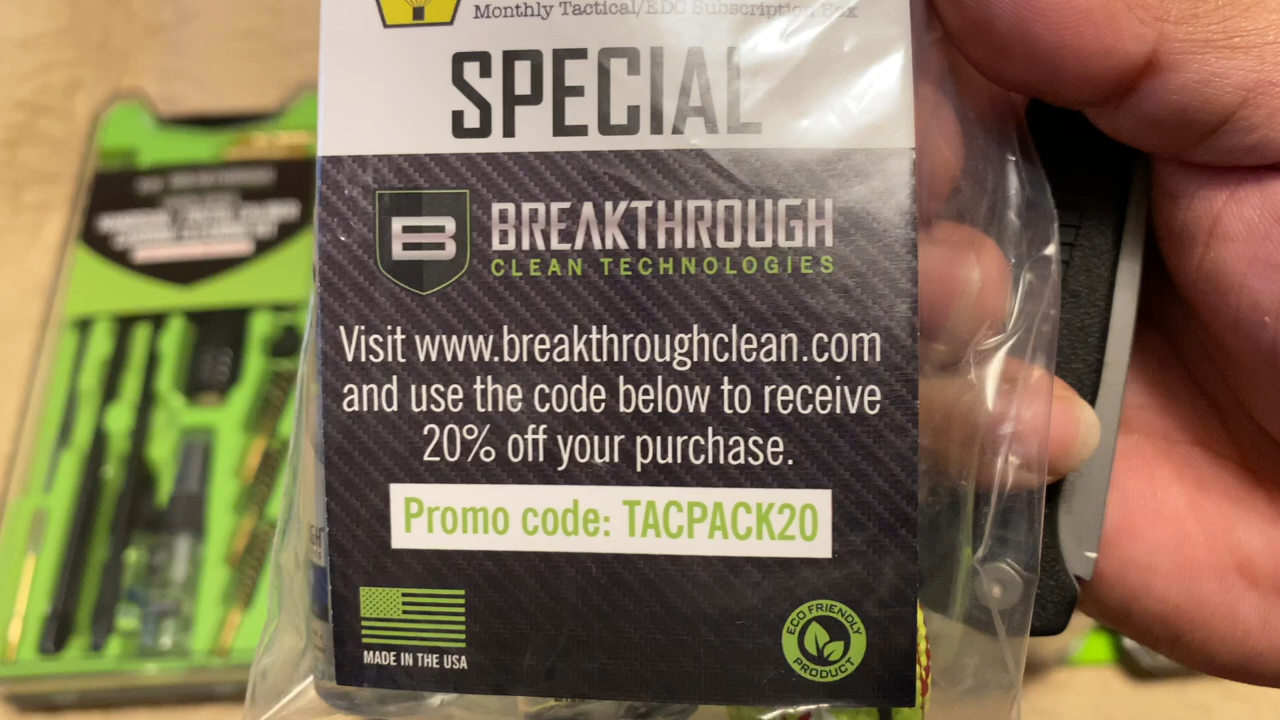 Monthly Tactical/EDC Subscription Box
SPECIAL
B BREAKTHROUGH
CLEAN TECHNOLOGIES
Visit www.breakthroughclean.com
and use the code below to receive
20% off your purchase.
Promo code: TACPACK20
MADE IN THE USA
ECO FRIENDLY
PRODUCT